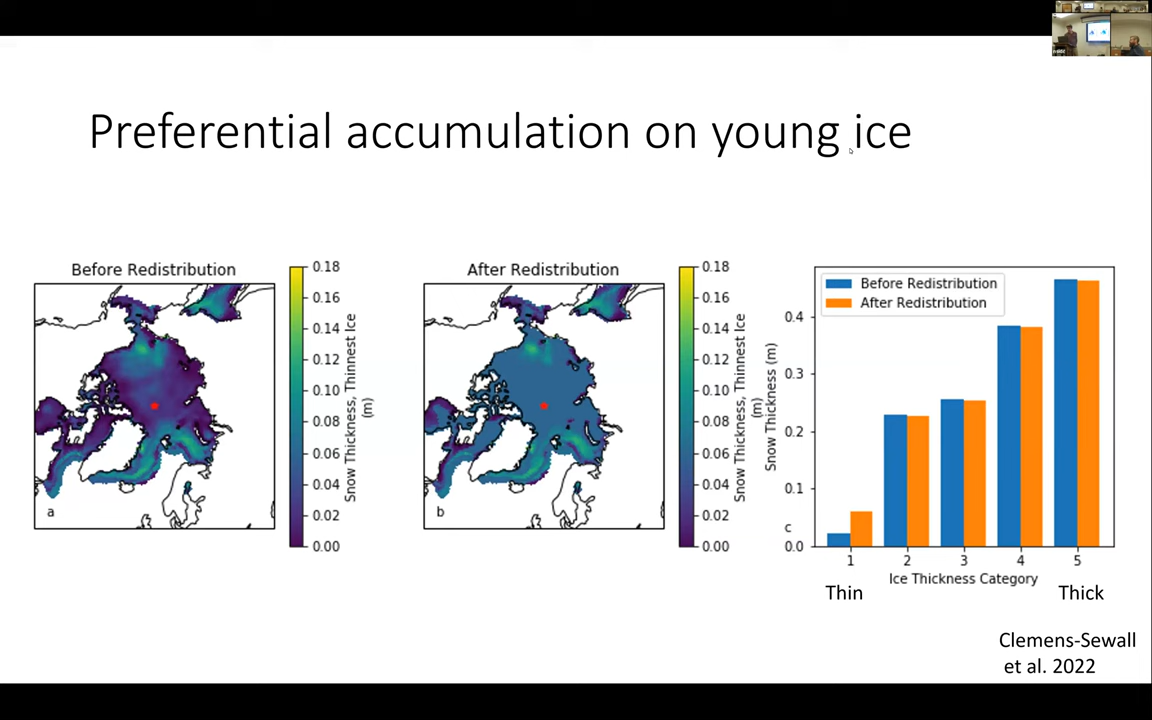 Preferential accumulation on young ice
Before Redistribution
0.18
0.16
0.14
0.12
0.10
0.08
0.06
0.04
0.02
0.00
Snow Thickness, Thinnest Ice
(m)
a
After Redistribution
0.18
0.16
0.14
0.12
0.10
0.08
0.06
0.04
0.02
0.00
Snow Thickness, Thinnest Ice
(m)
b
Before Redistribution
After Redistribution
Snow Thickness (m)
0.4
0.3
0.2
0.1
0.0
c
1 2 3 4 5
Ice Thickness Category
Thin
Thick
Clemens-Sewall
et al. 2022